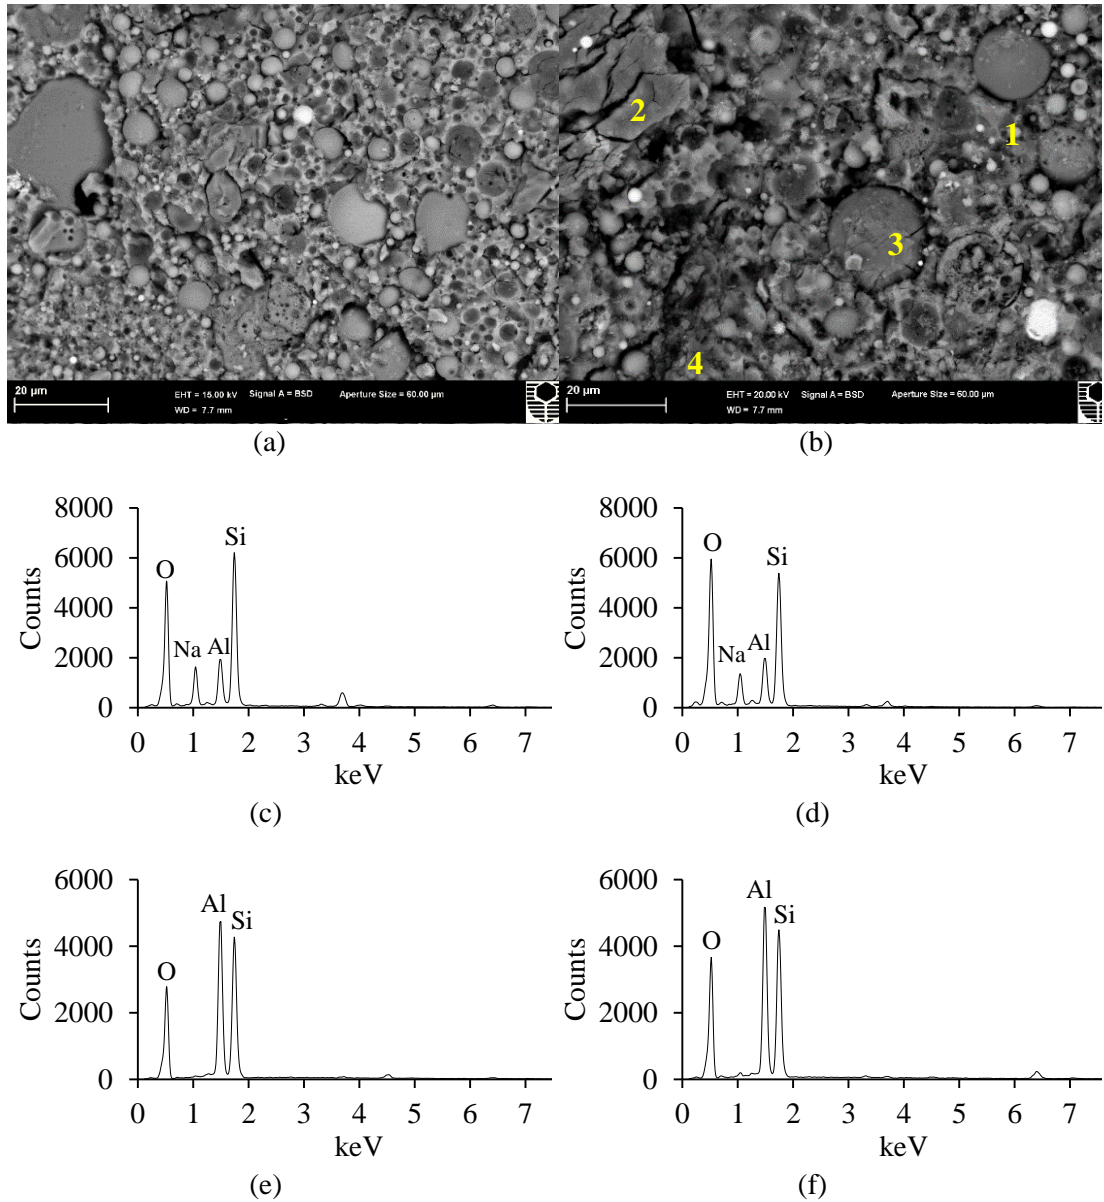 1
2
3
4
20 µm
EHT = 15.00 kV Signal A = BSD Aperture Size = 60.00 µm
WD = 7.7 mm
20 µm
EHT = 20.00 kV Signal A = BSD Aperture Size = 60.00 µm
WD = 7.7 mm
(a)
(b)
8000
6000
4000
2000
0
Counts
O
Na
Al
Si
0 1 2 3 4 5 6 7
keV
(c)
8000
6000
4000
2000
0
Counts
O
Na
Al
Si
0 1 2 3 4 5 6 7
keV
(d)
6000
4000
2000
0
Counts
O
Al
Si
0 1 2 3 4 5 6 7
keV
(e)
6000
4000
2000
0
Counts
O
Al
Si
0 1 2 3 4 5 6 7
keV
(f)